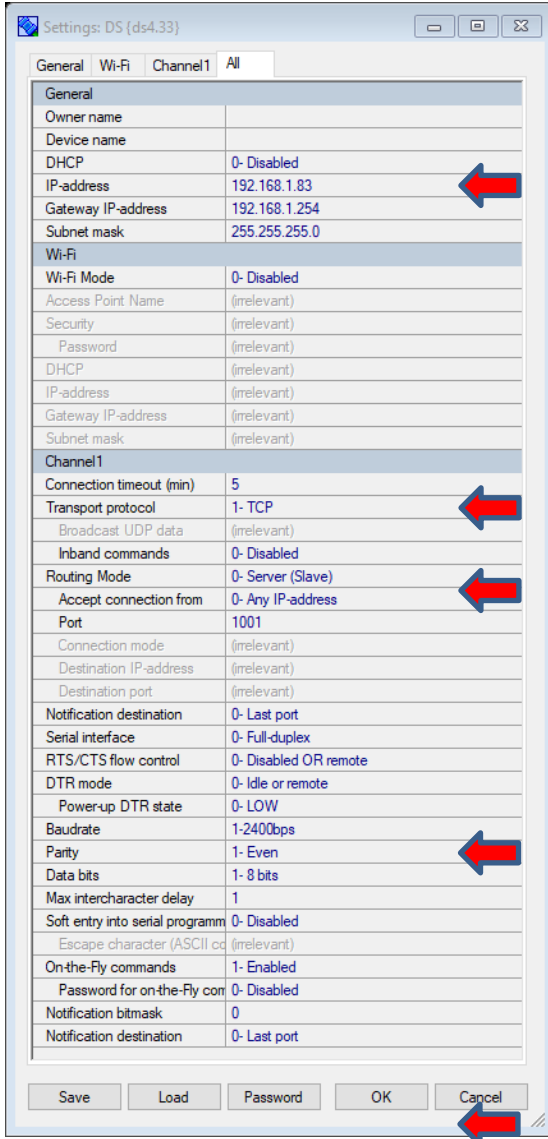 Settings: DS {ds4.33}
General Wi-Fi Channel1 All
General
Owner name
Device name
DHCP 0- Disabled
IP-address 192.168.1.83
Gateway IP-address 192.168.1.254
Subnet mask 255.255.255.0
Wi-Fi
Wi-Fi Mode 0- Disabled
Access Point Name (irrelevant)
Security (irrelevant)
Password (irrelevant)
DHCP (irrelevant)
IP-address (irrelevant)
Gateway IP-address (irrelevant)
Subnet mask (irrelevant)
Channel1
Connection timeout (min) 5
Transport protocol 1- TCP
Broadcast UDP data (irrelevant)
Inband commands 0- Disabled
Routing Mode 0- Server (Slave)
Accept connection from 0- Any IP-address
Port 1001
Connection mode (irrelevant)
Destination IP-address (irrelevant)
Destination port (irrelevant)
Notification destination 0- Last port
Serial interface 0- Full-duplex
RTS/CTS flow control 0- Disabled OR remote
DTR mode 0- Idle or remote
Power-up DTR state 0- LOW
Baudrate 1-2400bps
Parity 1- Even
Data bits 1- 8 bits
Max intercharacter delay 1
Soft entry into serial programm 0- Disabled
Escape character (ASCII cc (irrelevant)
On-the-Fly commands 1- Enabled
Password for on-the-Fly com 0- Disabled
Notification bitmask 0
Notification destination 0- Last port
Save Load Password OK Cancel